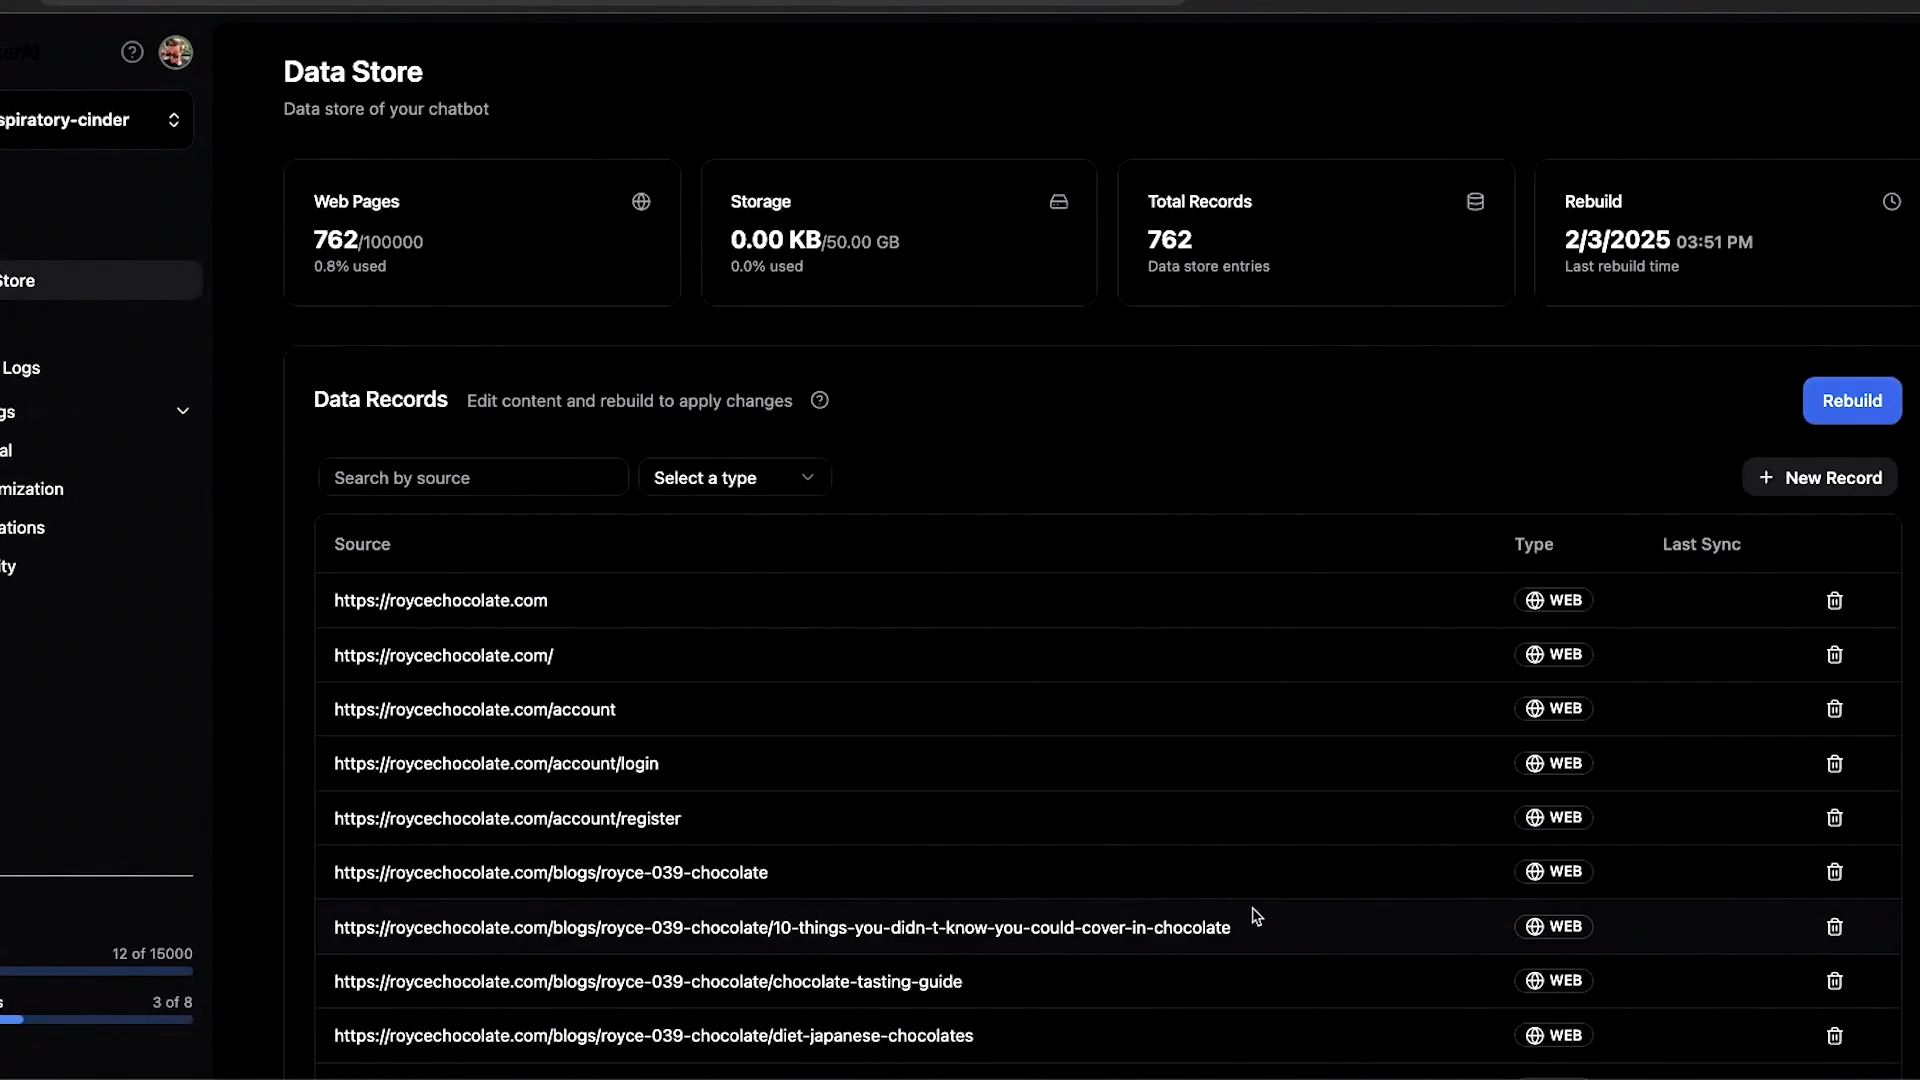 Data Store
Data store of your chatbot
spiratory-cinder
Store
Logs
gs
al
mization
ations
ity
12 of 15000
s 3 of 8
Web Pages
762/100000
0.8% used
Storage
0.00 KB/50.00 GB
0.0% used
Total Records
762
Data store entries
Rebuild
2/3/2025 03:51 PM
Last rebuild time
Data Records Edit content and rebuild to apply changes
Rebuild
Search by source Select a type + New Record
Source Type Last Sync
https://roycechocolate.com WEB
https://roycechocolate.com/ WEB
https://roycechocolate.com/account WEB
https://roycechocolate.com/account/login WEB
https://roycechocolate.com/account/register WEB
https://roycechocolate.com/blogs/royce-039-chocolate WEB
https://roycechocolate.com/blogs/royce-039-chocolate/10-things-you-didn-t-know-you-could-cover-in-chocolate WEB
https://roycechocolate.com/blogs/royce-039-chocolate/chocolate-tasting-guide WEB
https://roycechocolate.com/blogs/royce-039-chocolate/diet-japanese-chocolates WEB